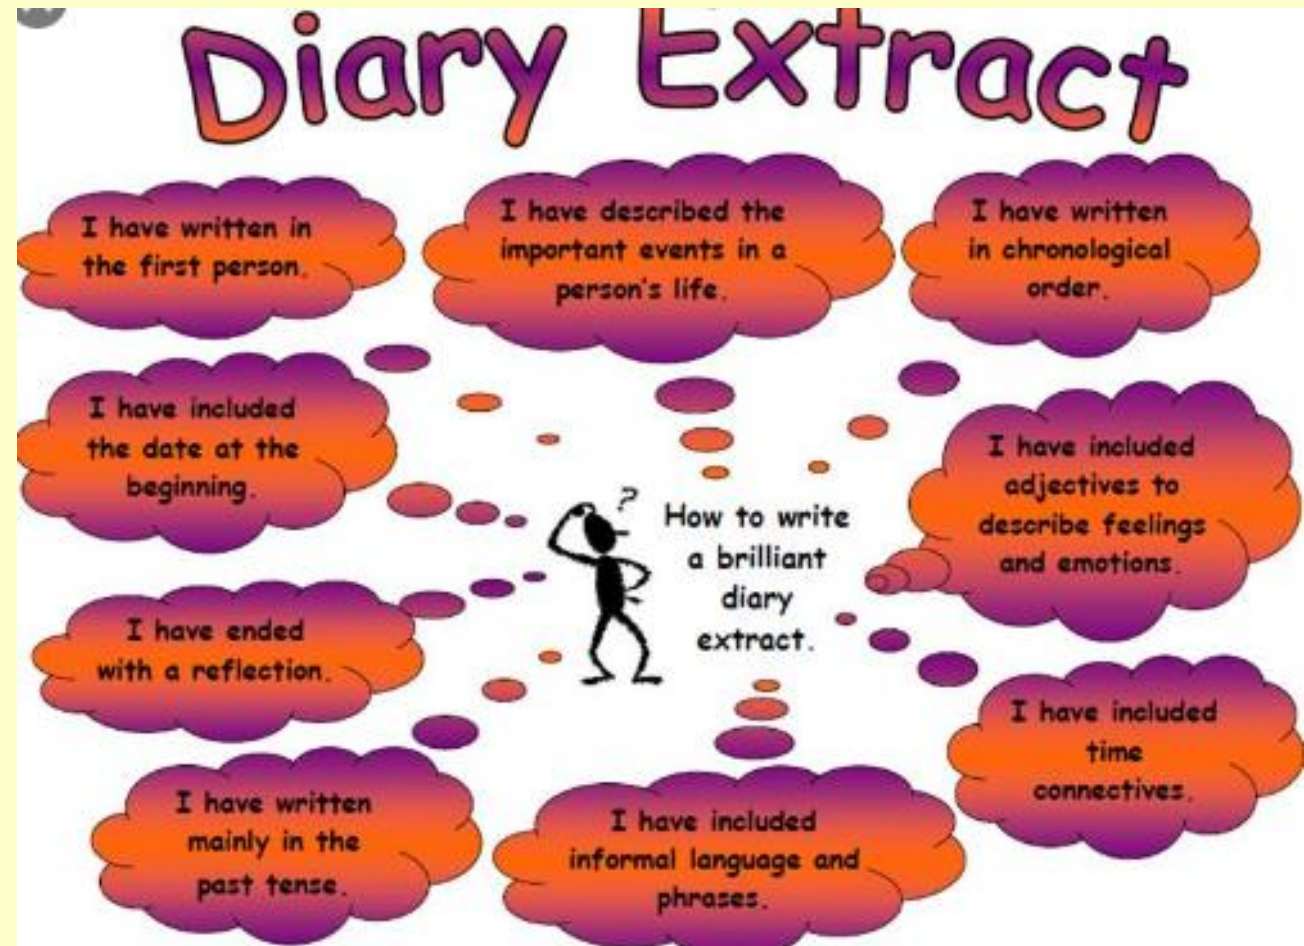 Diary Extract
I have written in
the first person.
I have described the
important events in a
person's life.
I have written
in chronological
order.
I have included
the date at the
beginning.
I have included
adjectives to
describe feelings
and emotions.
?
How to write
a brilliant
diary
extract.
I have ended
with a reflection.
I have included
time
connectives.
I have written
mainly in the
past tense.
I have included
informal language and
phrases.